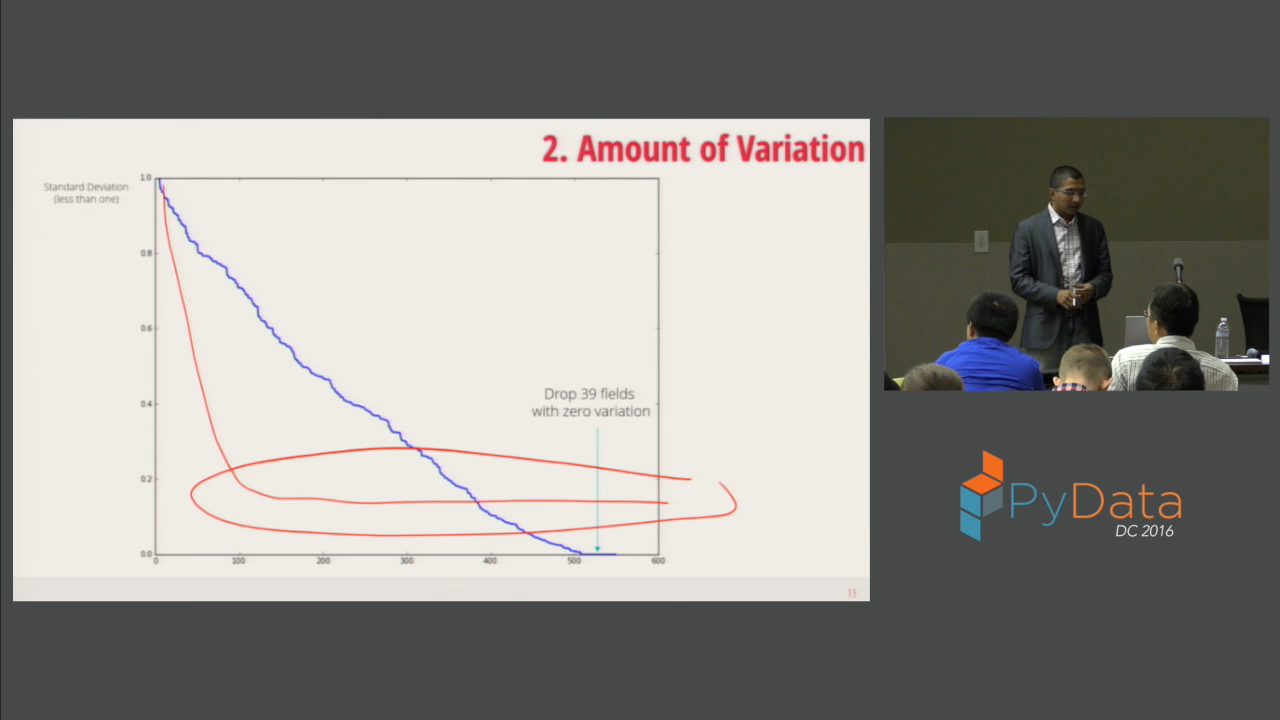 2. Amount of Variation
Standard Deviation
(less than one)
1.0
0.8
0.6
0.4
0.2
0.0
0
100
200
300
400
500
600
Drop 39 fields
with zero variation
13
PyData
DC 2016